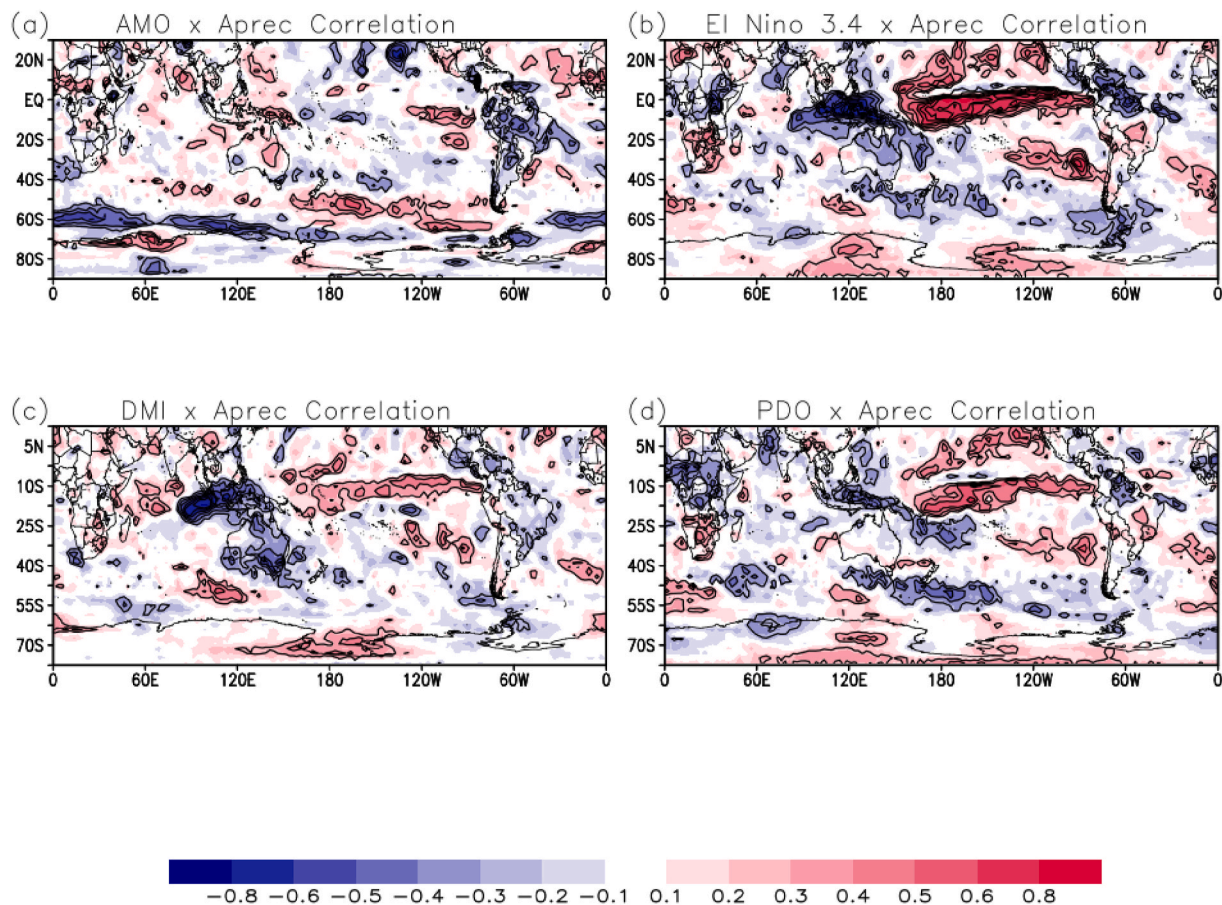 (a) AMO x Aprec Correlation
20N
EQ
20S
40S
60S
80S
0 60E 120E 180 120W 60W 0
(b) El Nino 3.4 x Aprec Correlation
20N
EQ
20S
40S
60S
80S
0 60E 120E 180 120W 60W 0
(c) DMI x Aprec Correlation
5N
10S
25S
40S
55S
70S
0 60E 120E 180 120W 60W 0
(d) PDO x Aprec Correlation
5N
10S
25S
40S
55S
70S
0 60E 120E 180 120W 60W 0
−0.8 −0.6 −0.5 −0.4 −0.3 −0.2 −0.1 0.1 0.2 0.3 0.4 0.5 0.6 0.8